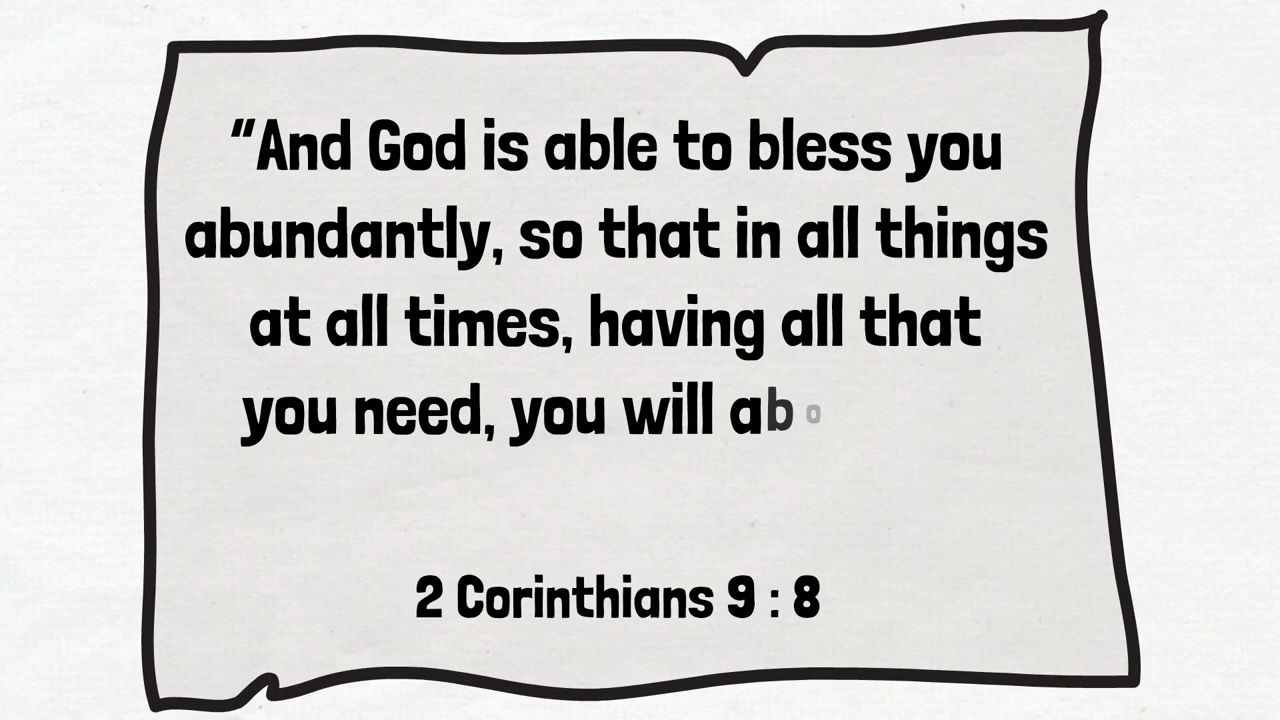 “And God is able to bless you
abundantly, so that in all things
at all times, having all that
you need, you will abo
2 Corinthians 9 : 8